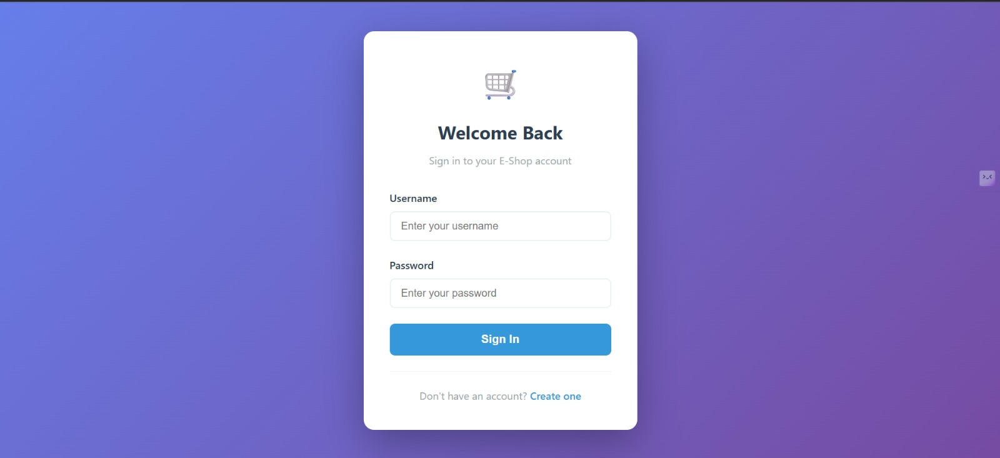 Welcome Back
Sign in to your E-Shop account
Username
Enter your username
Password
Enter your password
Sign In
Don't have an account? Create one